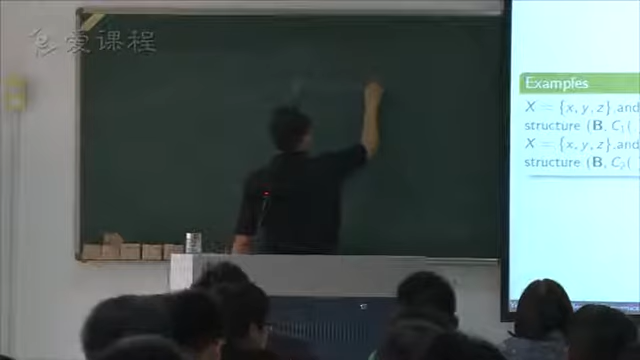 爱课程
Examples
X = {x, y, z},and
structure (B, C₁(
X = {x, y, z},and
structure (B, C₂(